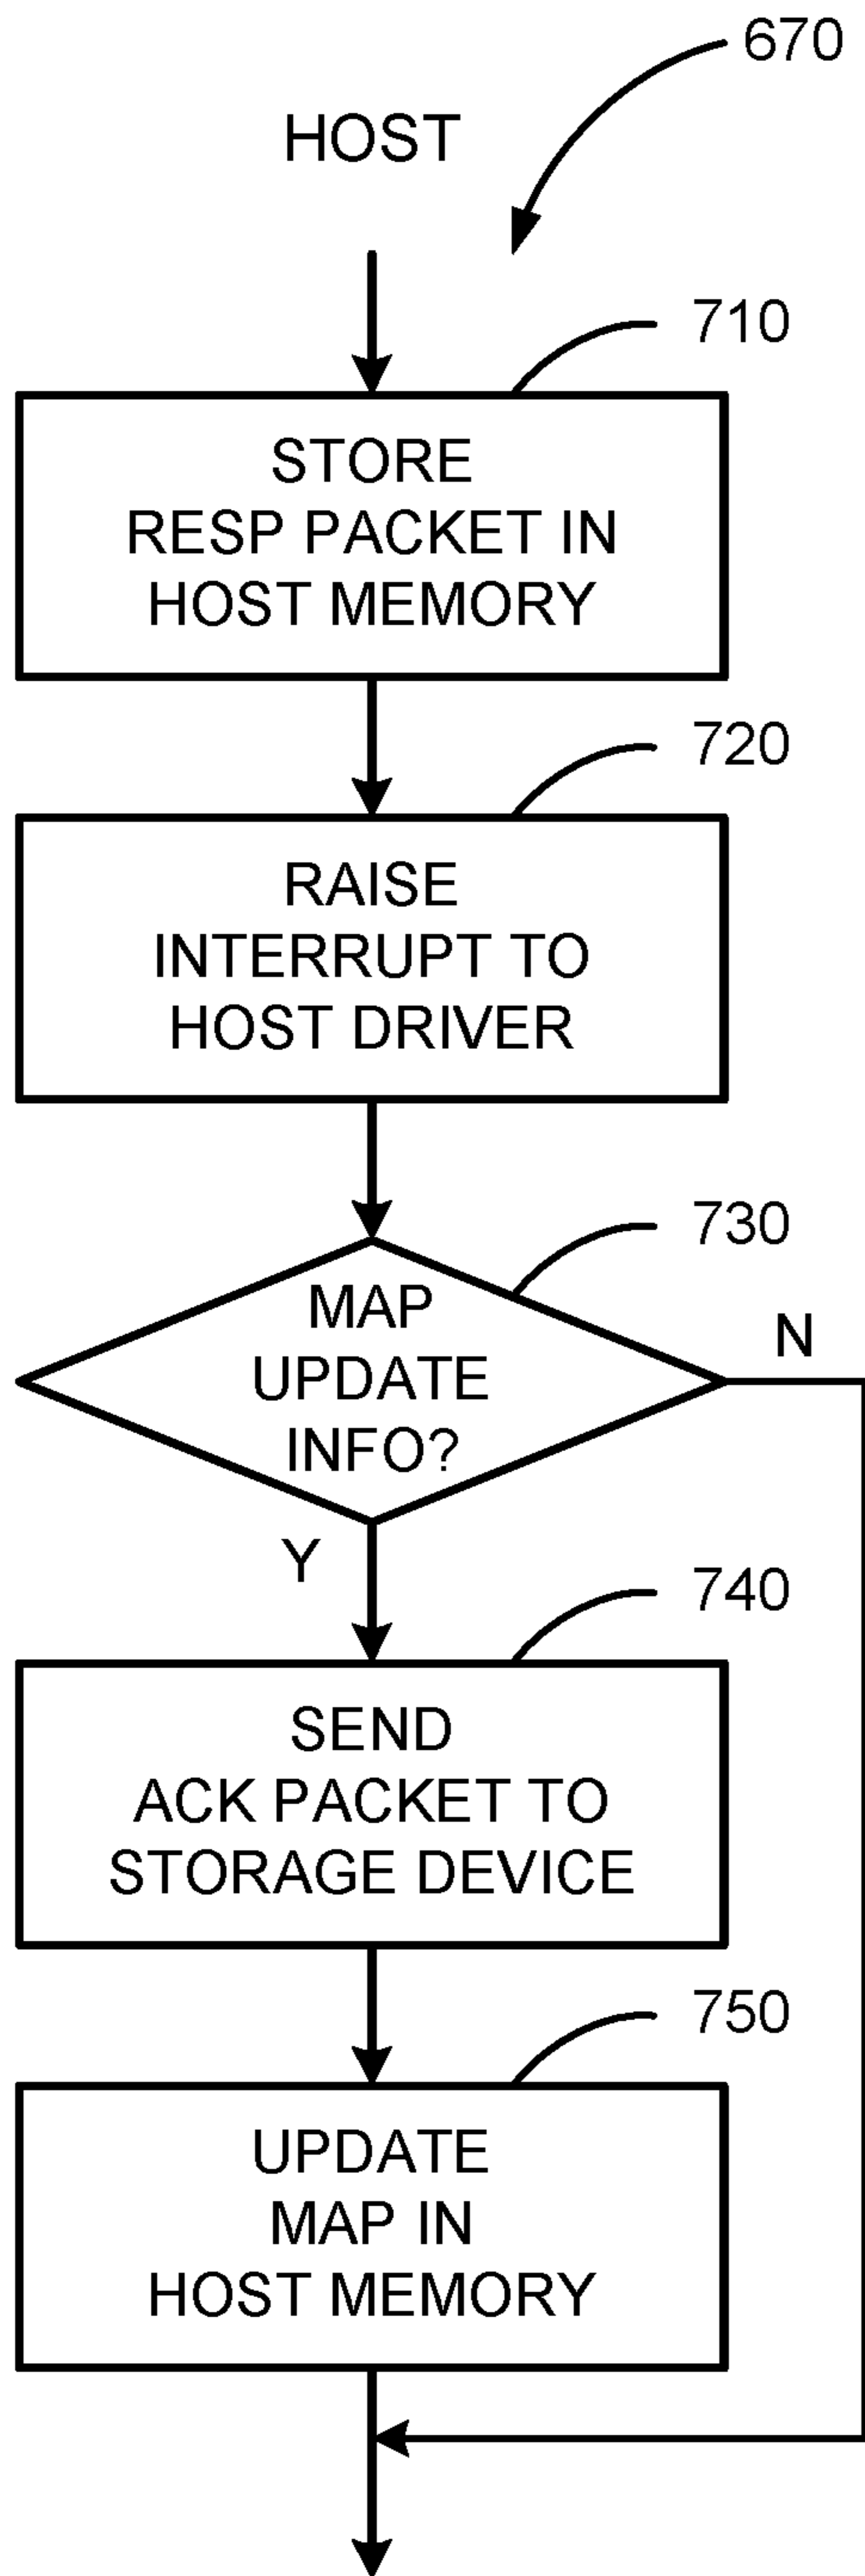 670
HOST
710
STORE
RESP PACKET IN
HOST MEMORY
720
RAISE
INTERRUPT TO
HOST DRIVER
730
MAP
UPDATE
INFO?
N
Y
740
SEND
ACK PACKET TO
STORAGE DEVICE
750
UPDATE
MAP IN
HOST MEMORY